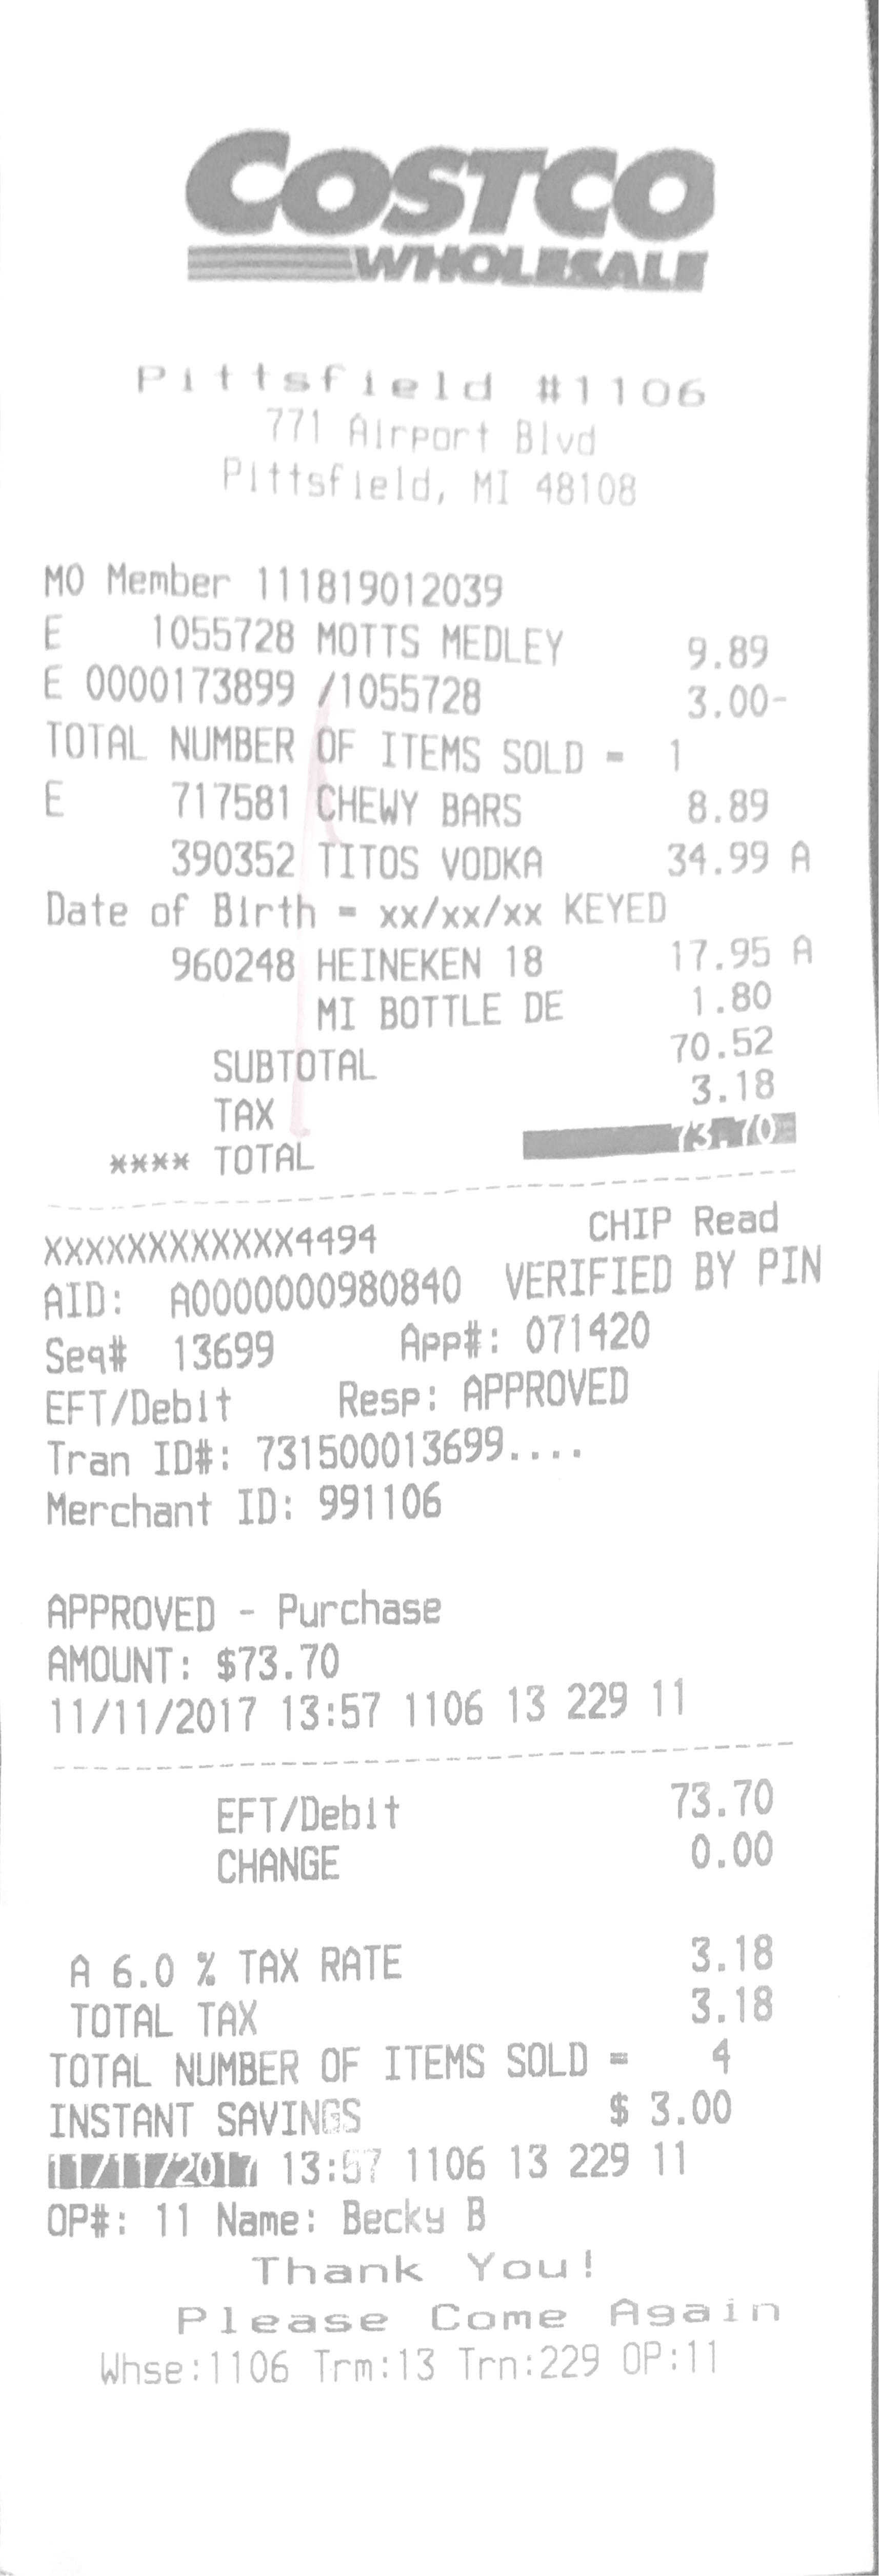 COSTCO
WHOLESALE
Pittsfield #1106
771 Airport Blvd
Pittsfield, MI 48108
MO Member 111819012039
E 1055728 MOTTS MEDLEY 9.89
E 0000173899 /1055728 3.00-
TOTAL NUMBER OF ITEMS SOLD = 1
E 717581 CHEWY BARS 8.89
390352 TITOS VODKA 34.99 A
Date of Birth = xx/xx/xx KEYED
960248 HEINEKEN 18 17.95 A
MI BOTTLE DE 1.80
SUBTOTAL 70.52
TAX 3.18
**** TOTAL 73.70
XXXXXXXXXXXX4494 CHIP Read
AID: A0000000980840 VERIFIED BY PIN
Seq# 13699 App#: 071420
EFT/Debit Resp: APPROVED
Tran ID#: 731500013699....
Merchant ID: 991106
APPROVED - Purchase
AMOUNT: $73.70
11/11/2017 13:57 1106 13 229 11
EFT/Debit 73.70
CHANGE 0.00
A 6.0 % TAX RATE 3.18
TOTAL TAX 3.18
TOTAL NUMBER OF ITEMS SOLD = 4
INSTANT SAVINGS $ 3.00
11/11/2017 13:57 1106 13 229 11
OP#: 11 Name: Becky B
Thank You!
Please Come Again
Whse:1106 Trm:13 Trn:229 OP:11